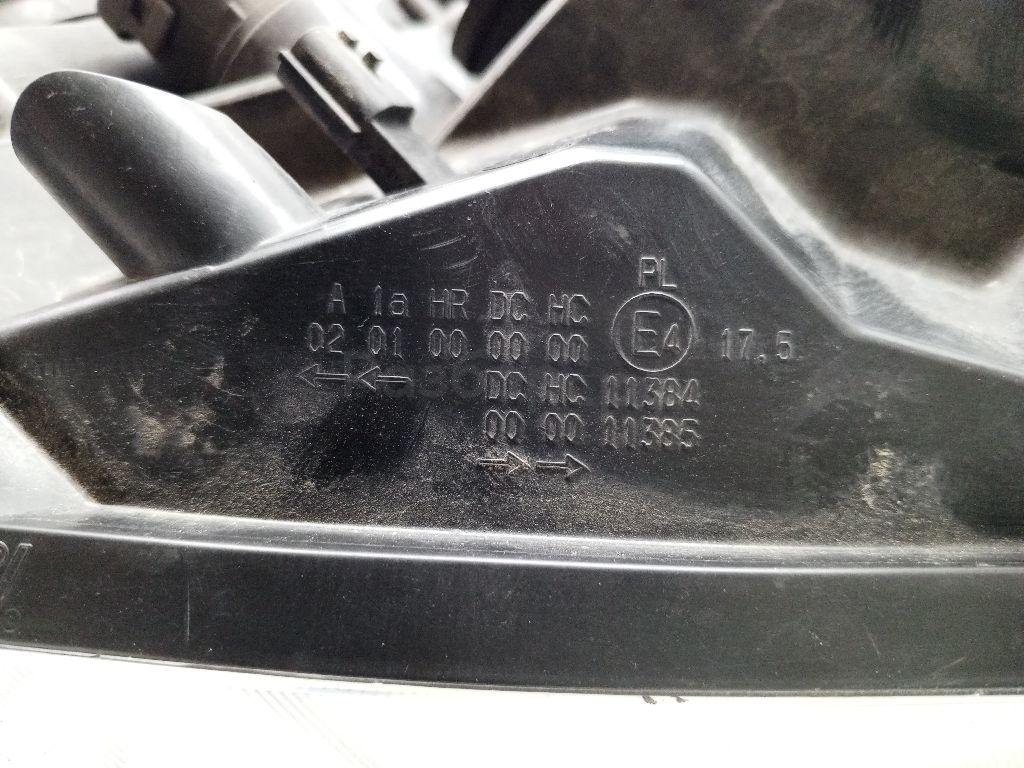 PL
A 1a HR DC HC
02 01 00 00 00 E4 17.5
← ← DC HC 11384
00 00 11385
↔ →